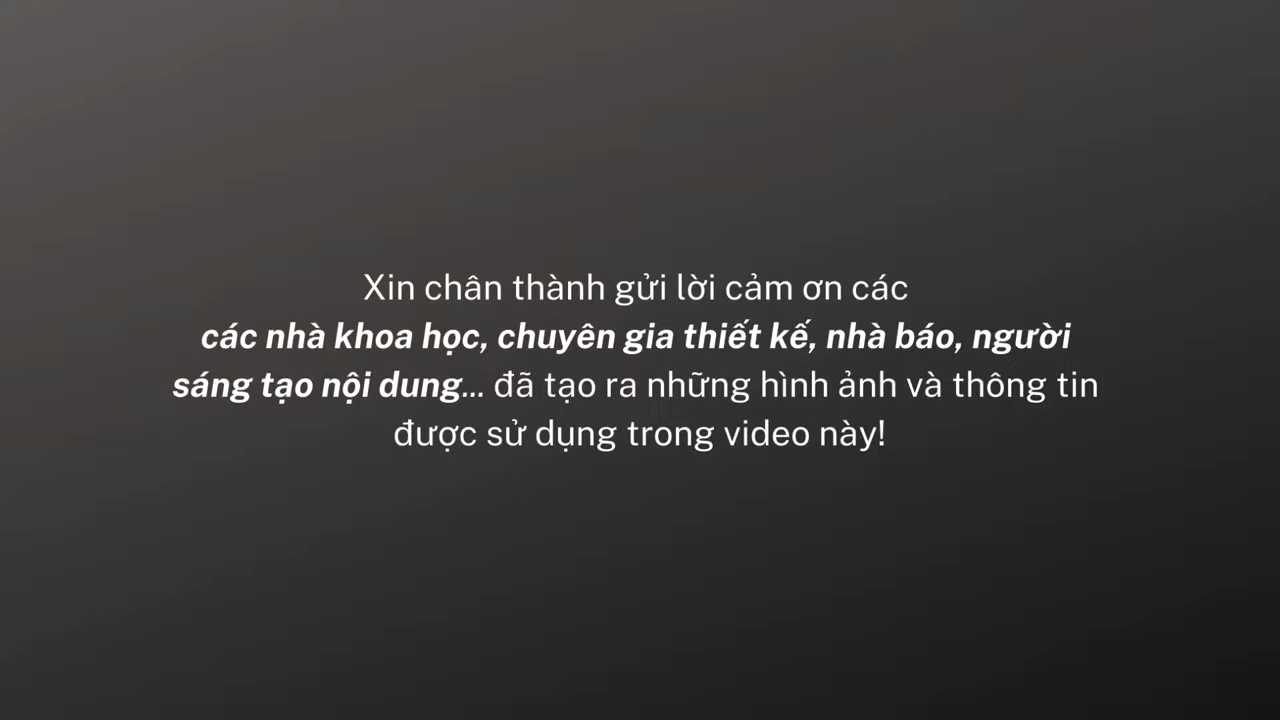 Xin chân thành gửi lời cảm ơn các
các nhà khoa học, chuyên gia thiết kế, nhà báo, người
sáng tạo nội dung... đã tạo ra những hình ảnh và thông tin
được sử dụng trong video này!